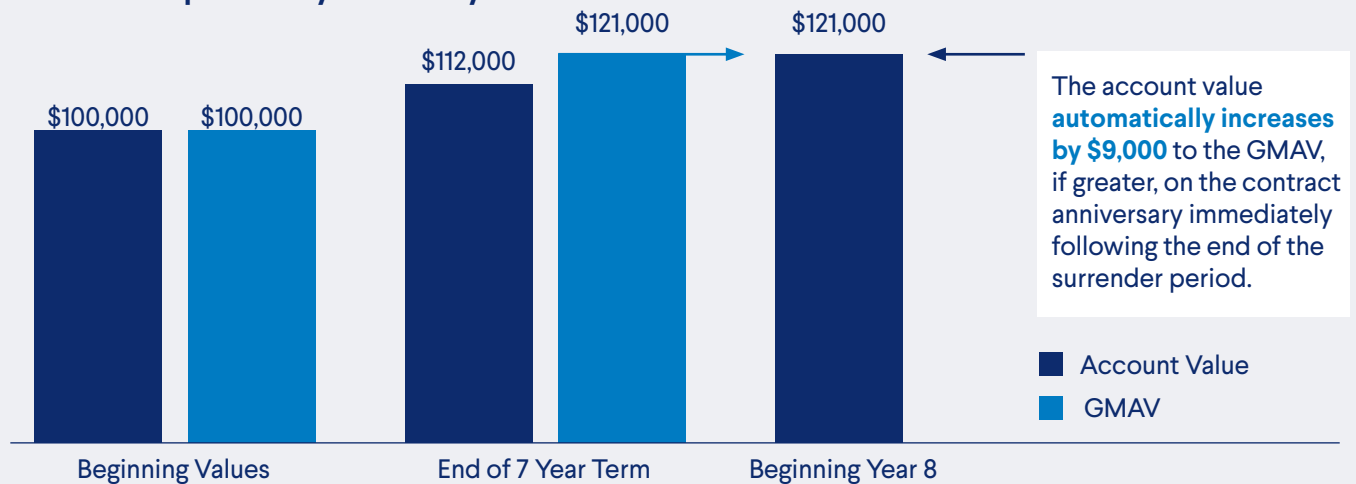 $100,000
$100,000
$112,000
$121,000
$121,000
The account value
automatically increases
by $9,000 to the GMAV,
if greater, on the contract
anniversary immediately
following the end of the
surrender period.
Account Value
GMAV
Beginning Values
End of 7 Year Term
Beginning Year 8